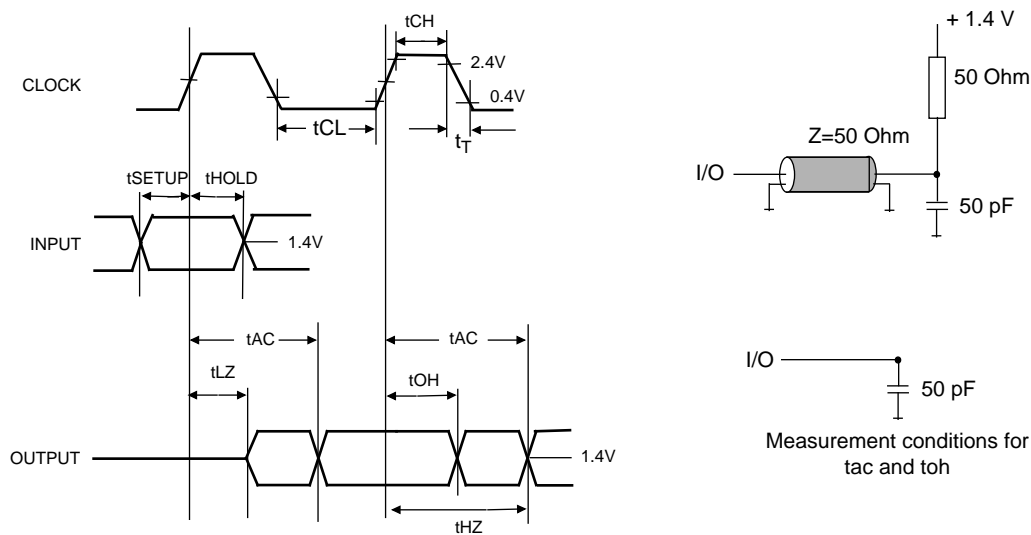 tCH
2.4V
CLOCK
0.4V
tCL
tT
tSETUP
tHOLD
INPUT
1.4V
tAC
tAC
tLZ
tOH
OUTPUT
1.4V
tHZ
+ 1.4 V
50 Ohm
Z=50 Ohm
I/O
50 pF
I/O
50 pF
Measurement conditions for
tac and toh